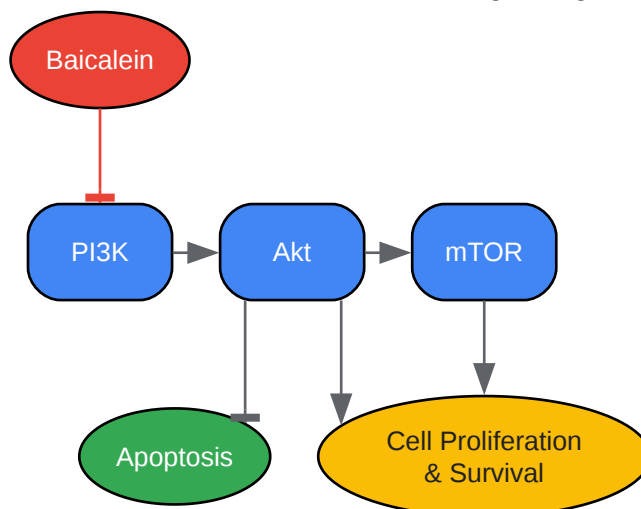 Baicalein
PI3K
Akt
mTOR
Apoptosis
Cell Proliferation
& Survival